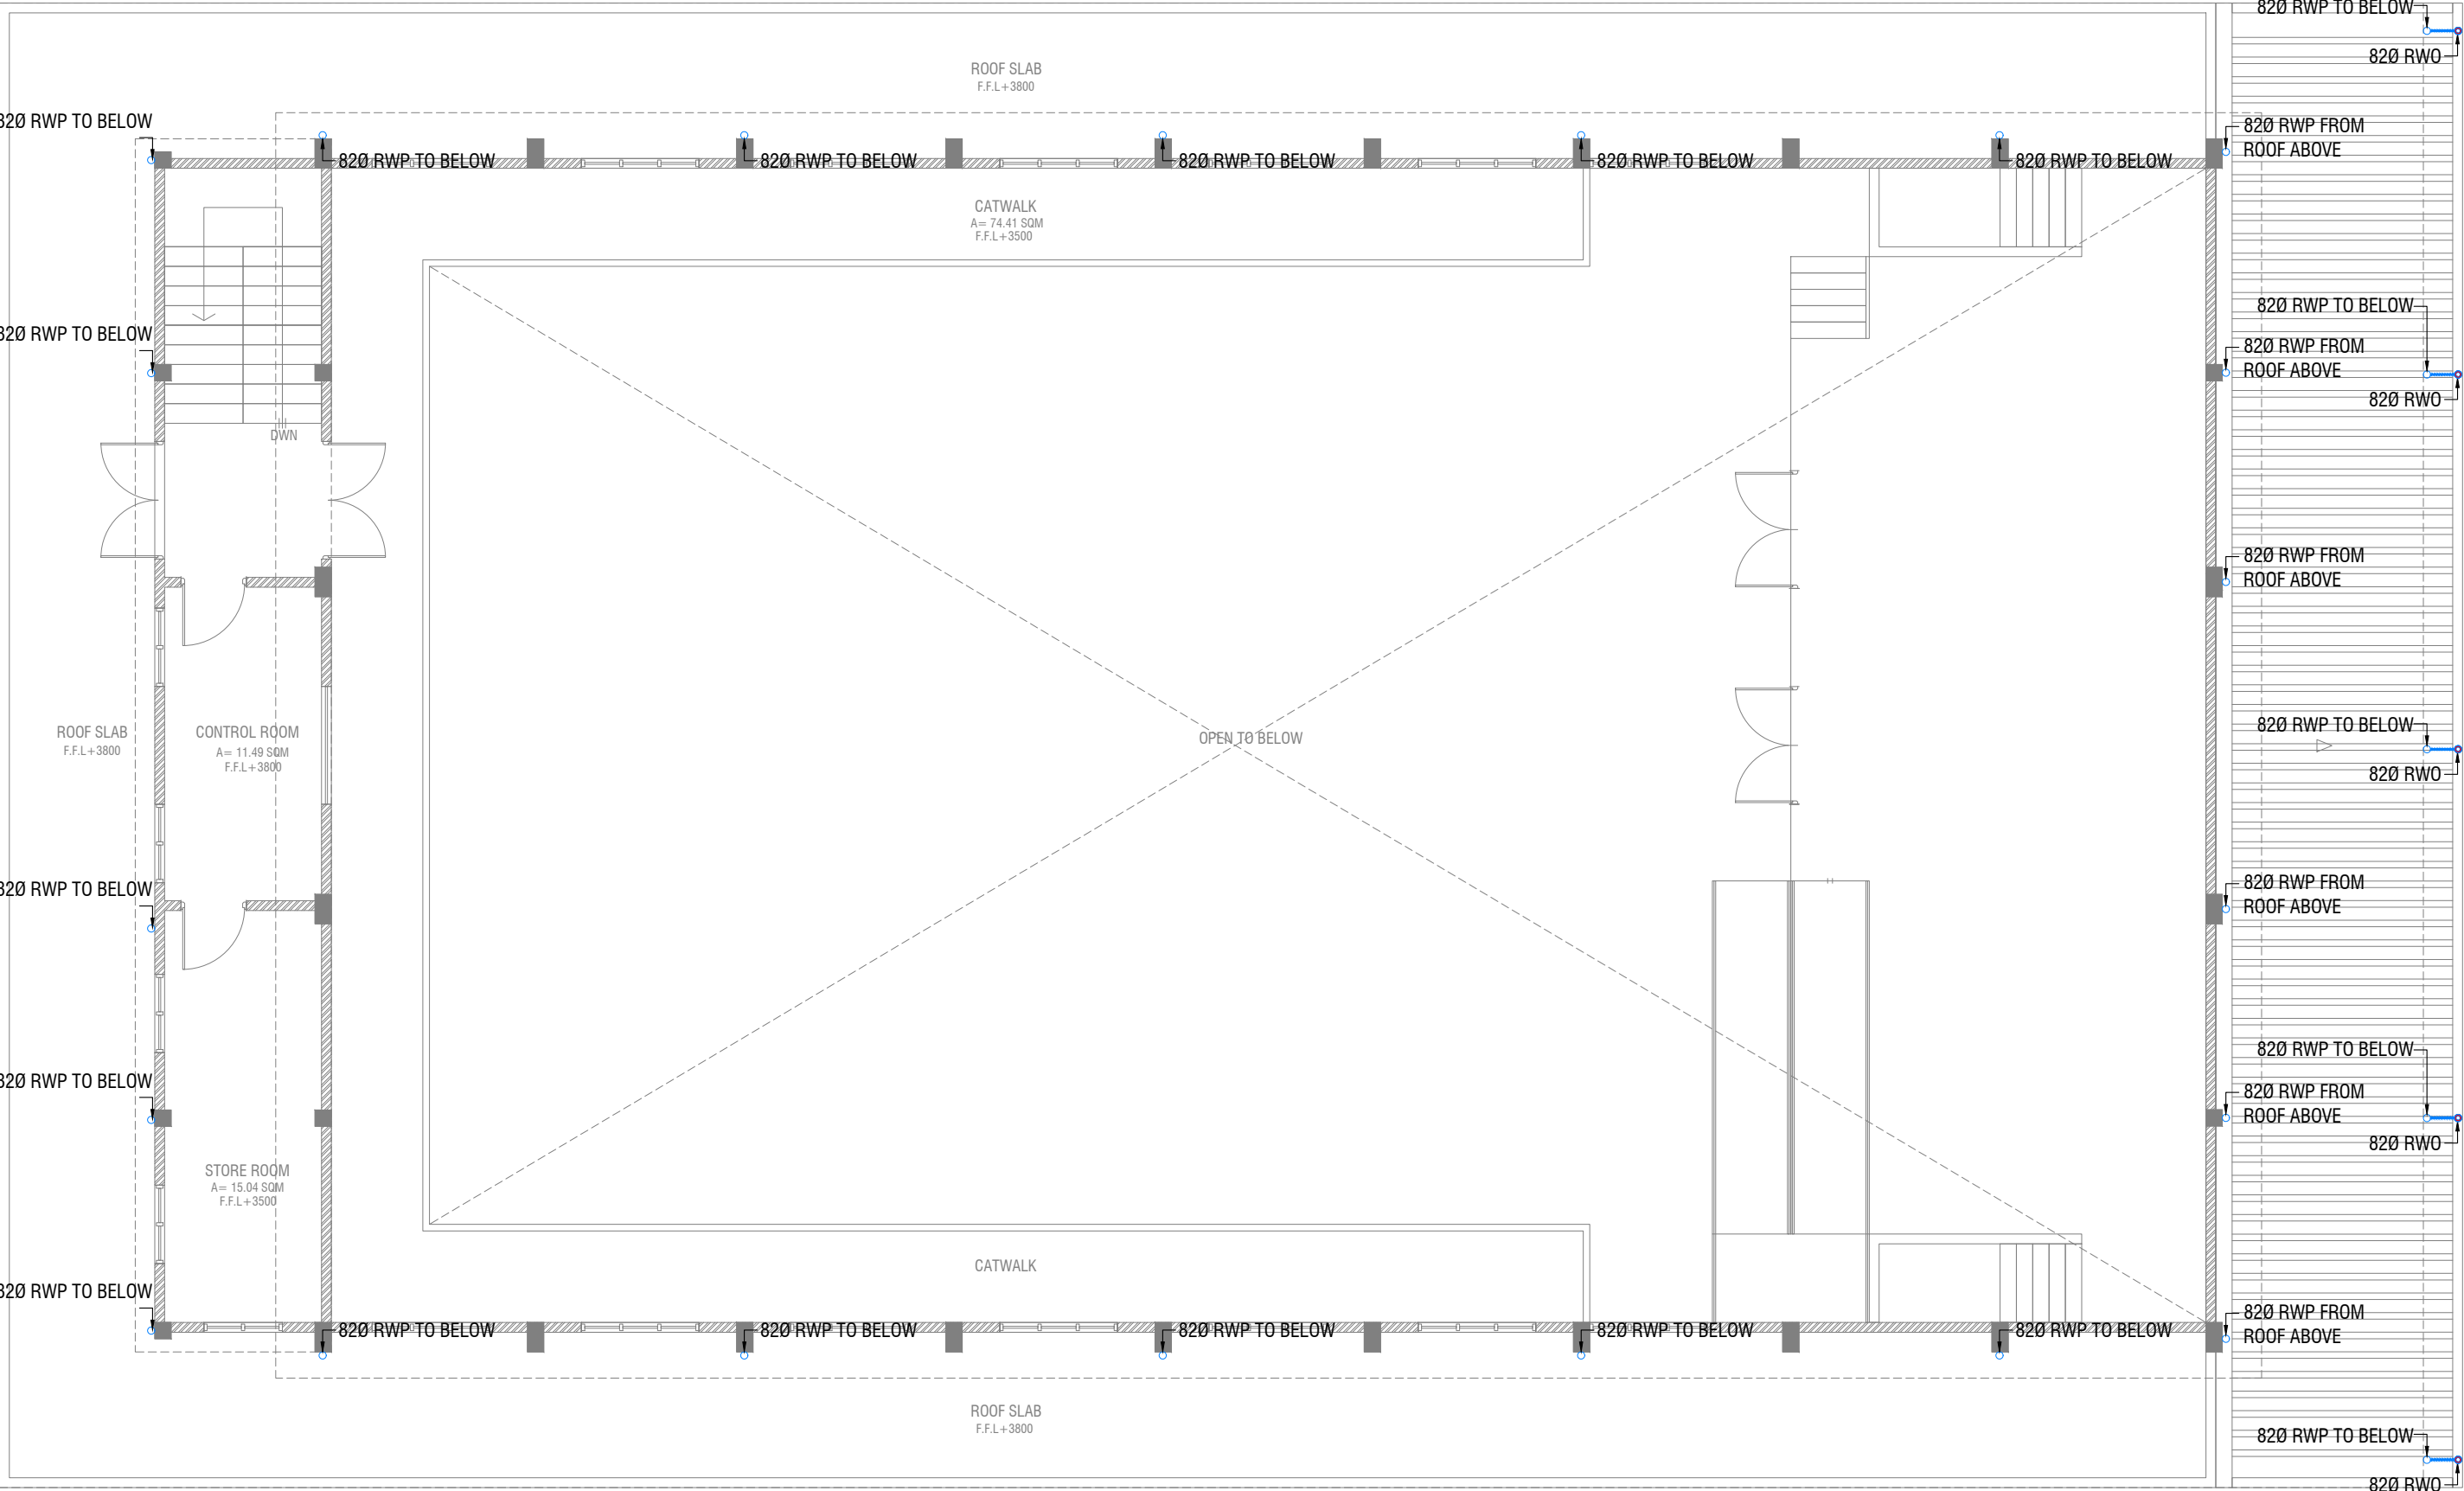 82Ø RWP TO BELOW
82Ø RWO
ROOF SLAB
F.F.L+3800
82Ø RWP TO BELOW
82Ø RWP FROM
ROOF ABOVE
82Ø RWP TO BELOW
82Ø RWP TO BELOW
82Ø RWP TO BELOW
82Ø RWP TO BELOW
82Ø RWP TO BELOW
CATWALK
A= 74.41 SQM
F.F.L+3500
82Ø RWP TO BELOW
82Ø RWP TO BELOW
82Ø RWP FROM
ROOF ABOVE
82Ø RWO
DWN
82Ø RWP FROM
ROOF ABOVE
ROOF SLAB
F.F.L+3800
CONTROL ROOM
A= 11.49 SQM
F.F.L+3800
OPEN TO BELOW
82Ø RWP TO BELOW
82Ø RWO
82Ø RWP TO BELOW
82Ø RWP FROM
ROOF ABOVE
82Ø RWP TO BELOW
82Ø RWP TO BELOW
82Ø RWP FROM
ROOF ABOVE
82Ø RWO
STORE ROOM
A= 15.04 SQM
F.F.L+3500
CATWALK
82Ø RWP TO BELOW
82Ø RWP FROM
ROOF ABOVE
82Ø RWP TO BELOW
82Ø RWP TO BELOW
82Ø RWP TO BELOW
82Ø RWP TO BELOW
82Ø RWP TO BELOW
ROOF SLAB
F.F.L+3800
82Ø RWP TO BELOW
82Ø RWO